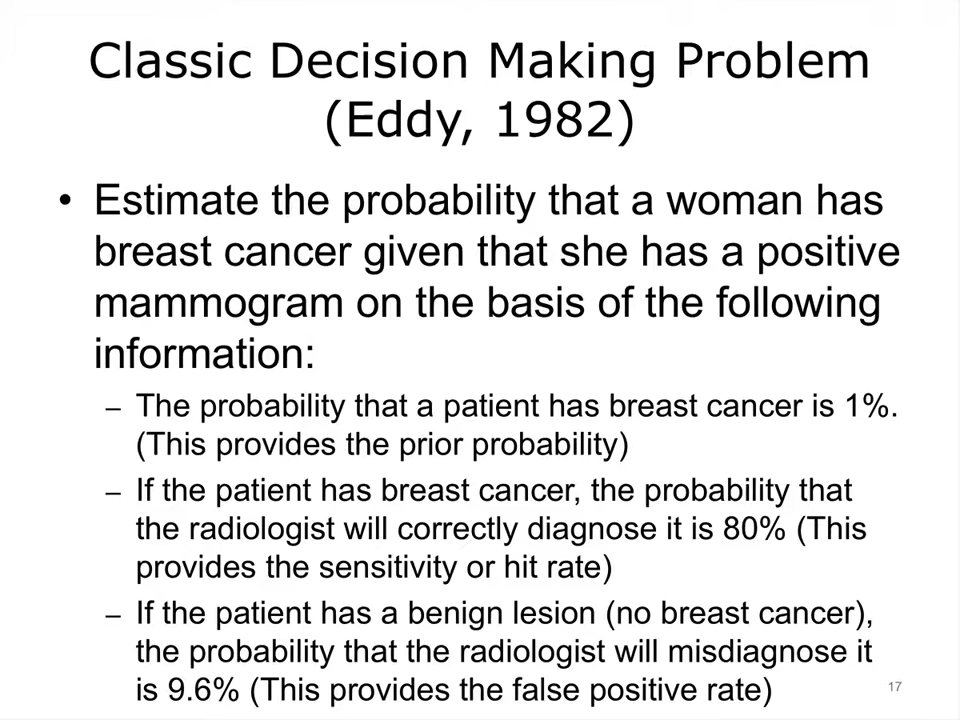 Classic Decision Making Problem
(Eddy, 1982)
• Estimate the probability that a woman has
breast cancer given that she has a positive
mammogram on the basis of the following
information:
– The probability that a patient has breast cancer is 1%.
(This provides the prior probability)
– If the patient has breast cancer, the probability that
the radiologist will correctly diagnose it is 80% (This
provides the sensitivity or hit rate)
– If the patient has a benign lesion (no breast cancer),
the probability that the radiologist will misdiagnose it
is 9.6% (This provides the false positive rate)
17